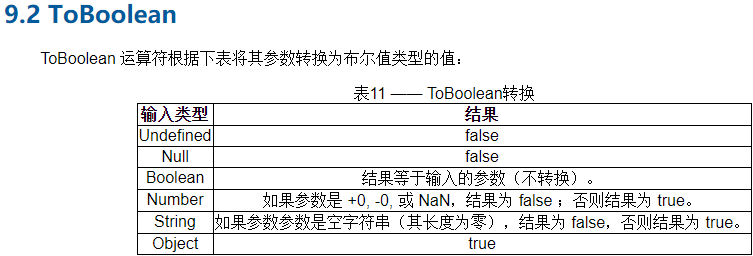 9.2 ToBoolean
ToBoolean 运算符根据下表将其参数转换为布尔值类型的值：
表11 —— ToBoolean转换
输入类型 结果
Undefined false
Null false
Boolean 结果等于输入的参数（不转换）。
Number 如果参数是 +0, -0, 或 NaN，结果为 false ；否则结果为 true。
String 如果参数参数是空字符串（其长度为零），结果为 false，否则结果为 true。
Object true